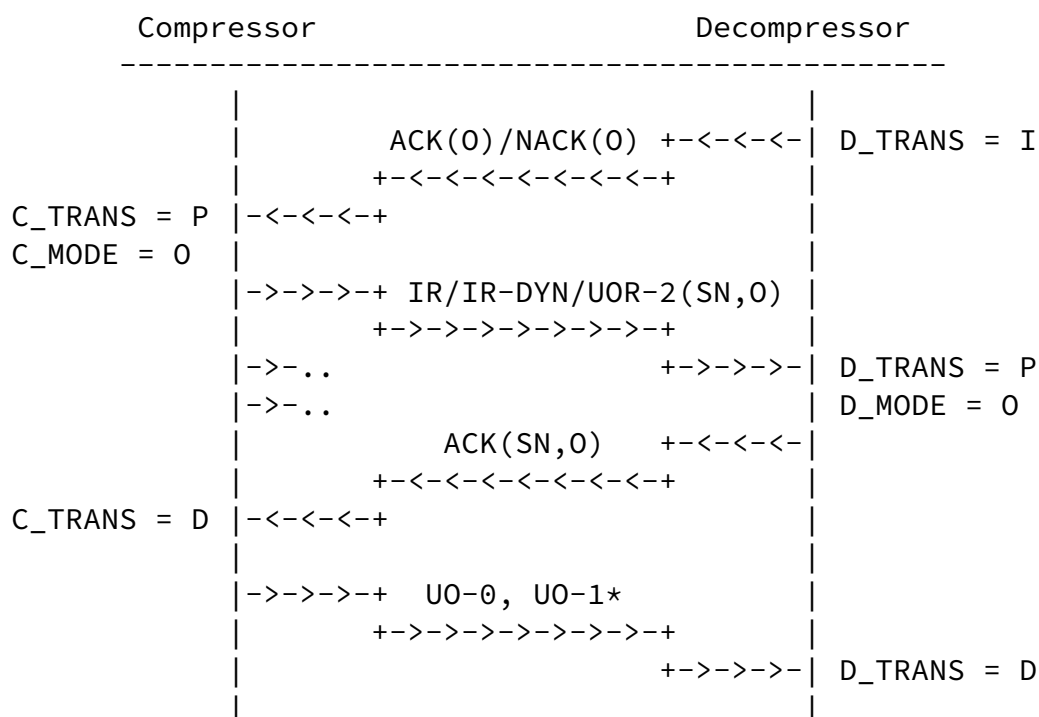 Compressor                     Decompressor
        ----------------------------------------------
               |                                |
               |        ACK(O)/NACK(O) +-<-<-<-|  D_TRANS = I
               |       +-<-<-<-<-<-<-<-+        |
 C_TRANS = P   |-<-<-<-+                        |
 C_MODE = O    |                                |
               |->->->-+ IR/IR-DYN/UOR-2(SN,O)  |
               |       +->->->->->->->-+        |
               |->-..                  +->->->-|  D_TRANS = P
               |->-..                           |  D_MODE = O
               |           ACK(SN,O)   +-<-<-<-|
               |       +-<-<-<-<-<-<-<-+        |
 C_TRANS = D   |-<-<-<-+                        |
               |                                |
               |->->->-+  UO-0, UO-1*           |
               |       +->->->->->->->-+        |
               |                       +->->->-|  D_TRANS = D
               |                                |